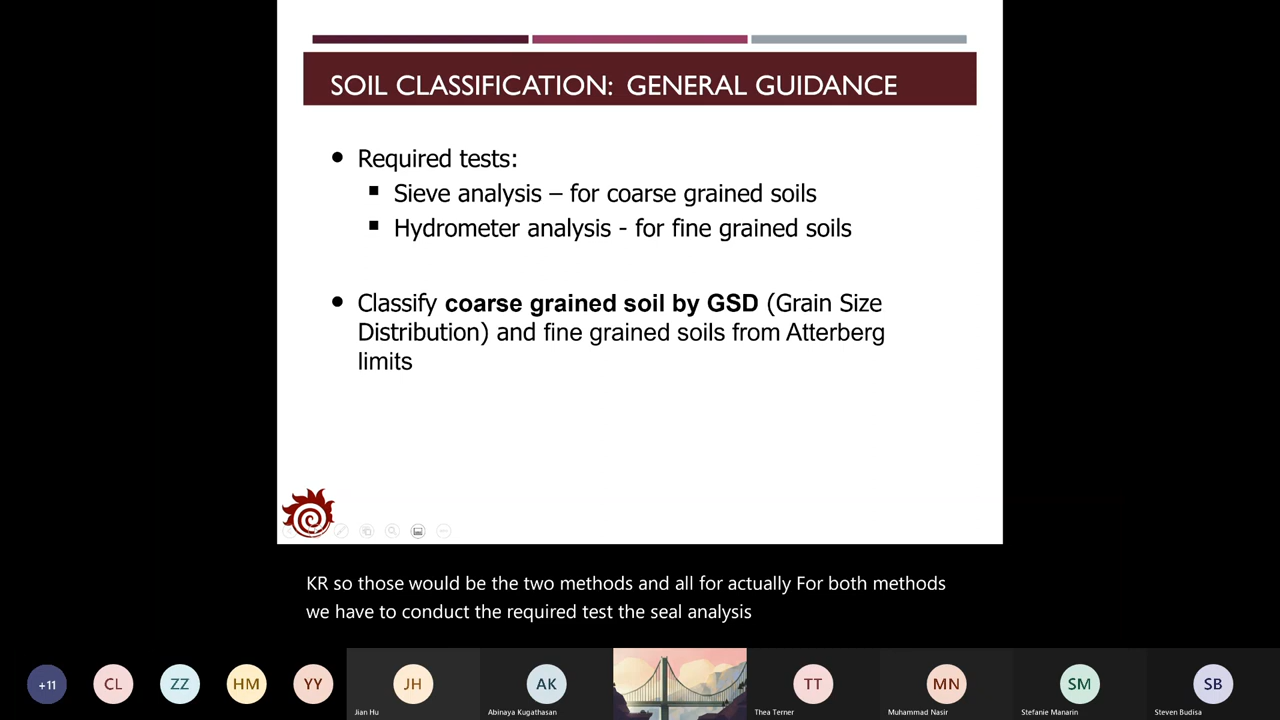 SOIL CLASSIFICATION: GENERAL GUIDANCE
Required tests:
Sieve analysis – for coarse grained soils
Hydrometer analysis - for fine grained soils
Classify coarse grained soil by GSD (Grain Size
Distribution) and fine grained soils from Atterberg
limits
KR so those would be the two methods and all for actually For both methods
we have to conduct the required test the seal analysis
+11 CL ZZ HM YY JH AK TT MN SM SB
Jian Hu Abinaya Kugathasan Thea Terner Muhammad Nasir Stefanie Manarin Steven Budisa